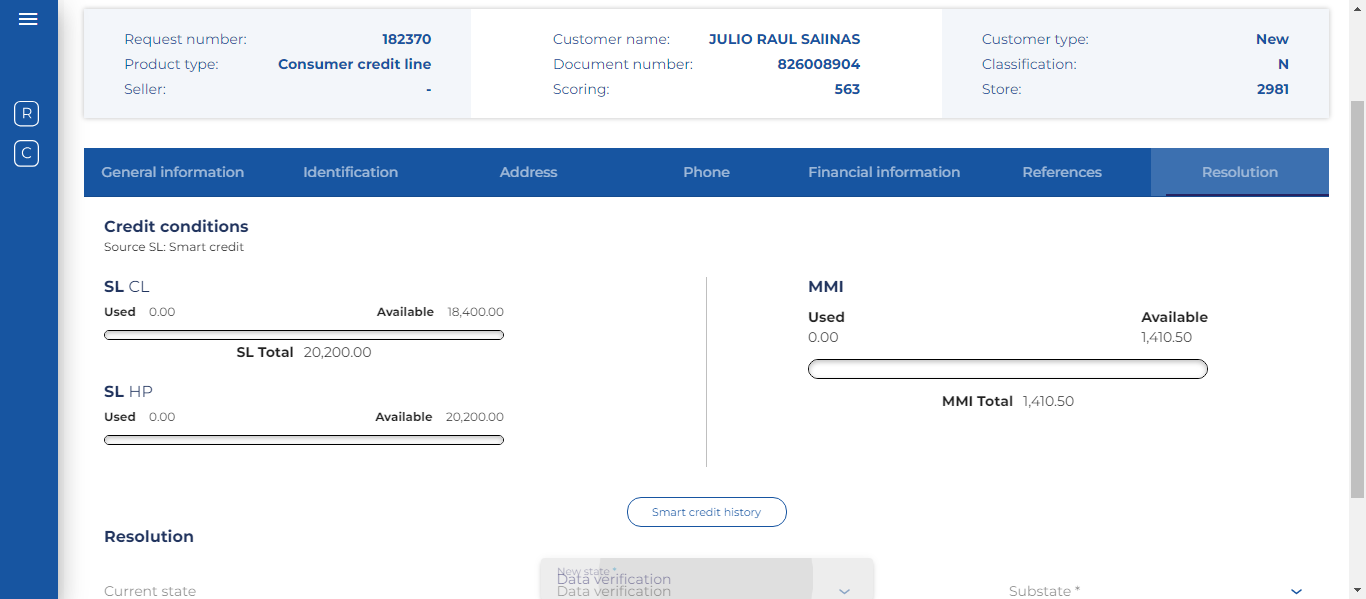 R
C
Request number: 182370
Product type: Consumer credit line
Seller: -
Customer name: JULIO RAUL SAIINAS
Document number: 826008904
Scoring: 563
Customer type: New
Classification: N
Store: 2981
General information Identification Address Phone Financial information References Resolution
Credit conditions
Source SL: Smart credit
SL CL
Used 0.00 Available 18,400.00
SL Total 20,200.00
SL HP
Used 0.00 Available 20,200.00
MMI
Used Available
0.00 1,410.50
MMI Total 1,410.50
Smart credit history
Resolution
Current state
New state *
Data verification
Data verification
Substate *